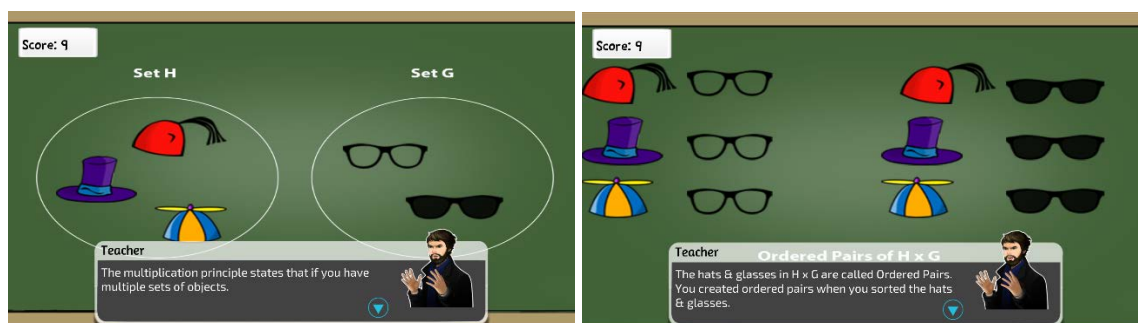 Score: 9
Set H
Set G
Teacher
The multiplication principle states that if you have
multiple sets of objects.
Score: 9
Ordered Pairs of H x G
Teacher
The hats & glasses in H x G are called Ordered Pairs.
You created ordered pairs when you sorted the hats
& glasses.